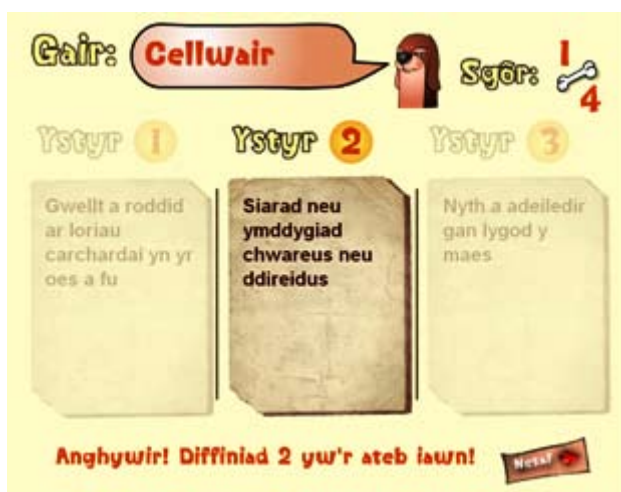 Gair: Cellwair Sgôr: 1
4
Ystyr 1 Ystyr 2 Ystyr 3
Gwellt a roddid
ar loriau
carchardai yn yr
oes a fu
Siarad neu
ymddygiad
chwareus neu
ddireidus
Nyth a adeiledir
gan lygod y
maes
Anghywir! Diffiniad 2 yw'r ateb iawn! Nesaf